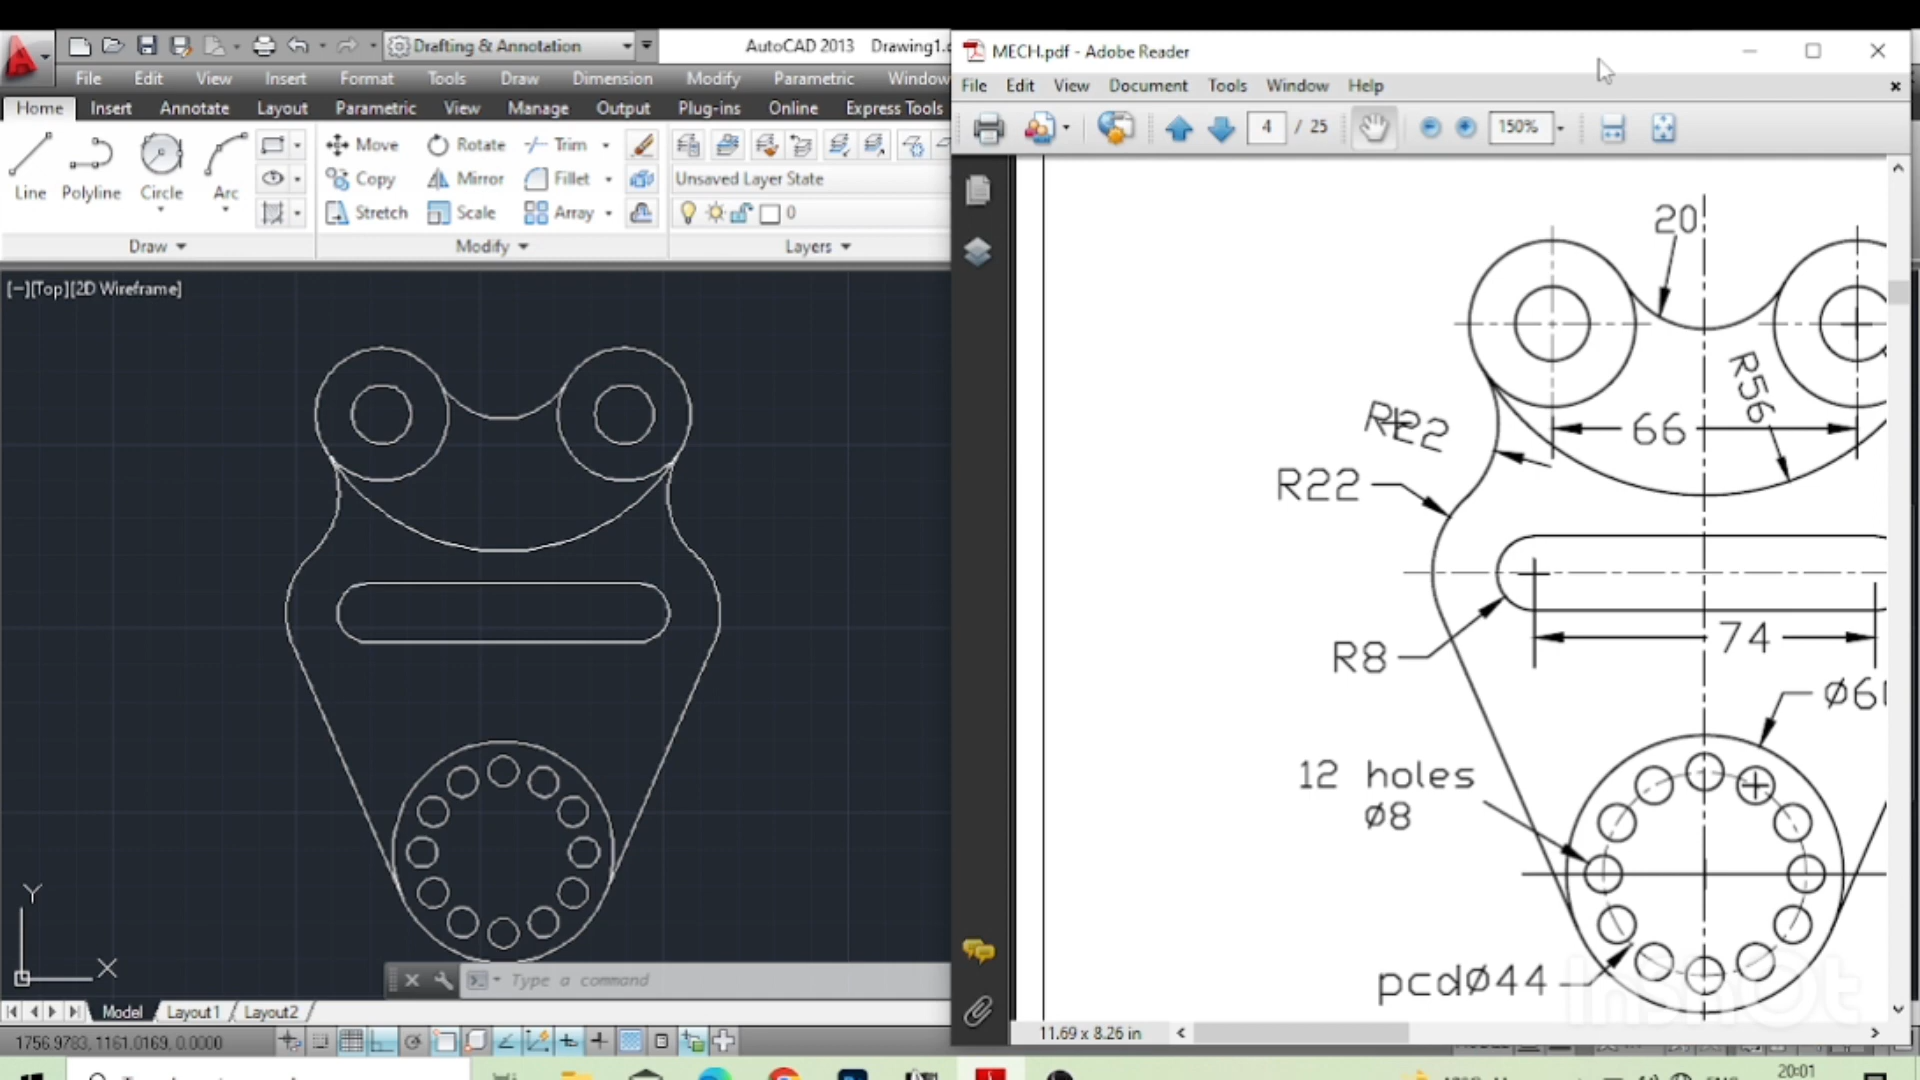 Drafting & Annotation
AutoCAD 2013 Drawing1.
File Edit View Insert Format Tools Draw Dimension Modify Parametric Window
Home Insert Annotate Layout Parametric View Manage Output Plug-ins Online Express Tools
Move Rotate Trim
Line Polyline Circle Arc
Copy Mirror Fillet
Unsaved Layer State
Stretch Scale Array
0
Draw Modify Layers
[−][Top][2D Wireframe]
Y
X
Type a command
Model Layout1 Layout2
1756.9783, 1161.0169, 0.0000
MECH.pdf - Adobe Reader
File Edit View Document Tools Window Help
4 / 25 150%
20
R56
R22
66
R22
R8
74
Ø6
12 holes
Ø8
pcdØ44
InShOt
11.69 x 8.26 in
20:01